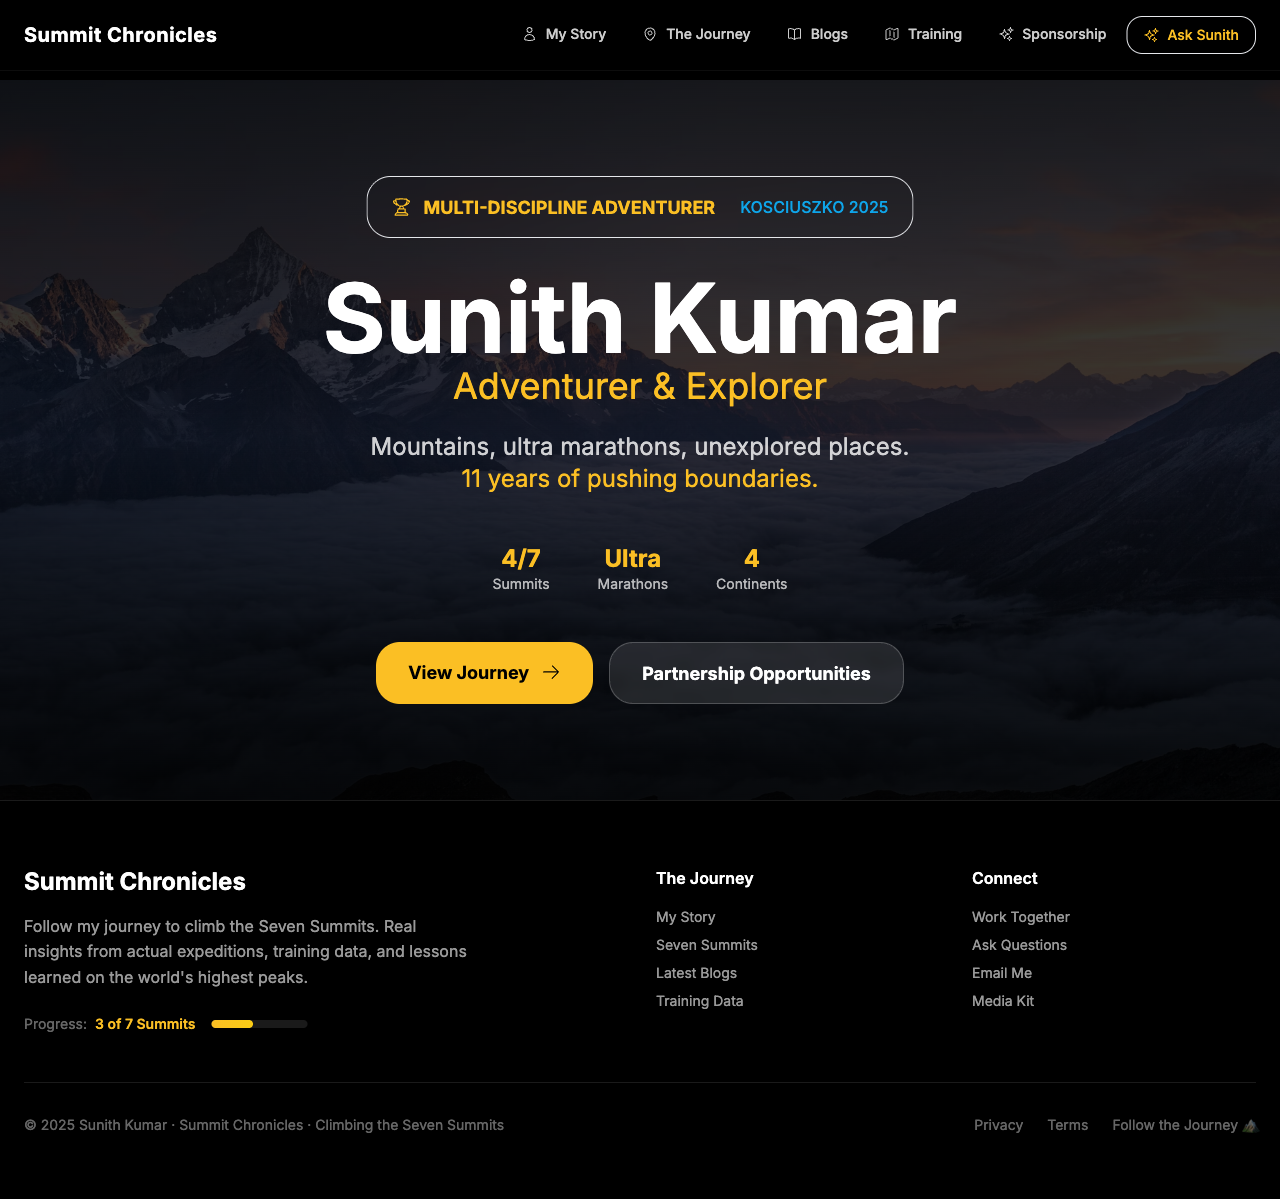 Summit Chronicles
My Story
The Journey
Blogs
Training
Sponsorship
Ask Sunith
MULTI-DISCIPLINE ADVENTURER KOSCIUSZKO 2025
Sunith Kumar
Adventurer & Explorer
Mountains, ultra marathons, unexplored places.
11 years of pushing boundaries.
4/7
Summits
Ultra
Marathons
4
Continents
View Journey
Partnership Opportunities
Summit Chronicles
Follow my journey to climb the Seven Summits. Real
insights from actual expeditions, training data, and lessons
learned on the world's highest peaks.
Progress: 3 of 7 Summits
The Journey
My Story
Seven Summits
Latest Blogs
Training Data
Connect
Work Together
Ask Questions
Email Me
Media Kit
© 2025 Sunith Kumar · Summit Chronicles · Climbing the Seven Summits
Privacy
Terms
Follow the Journey